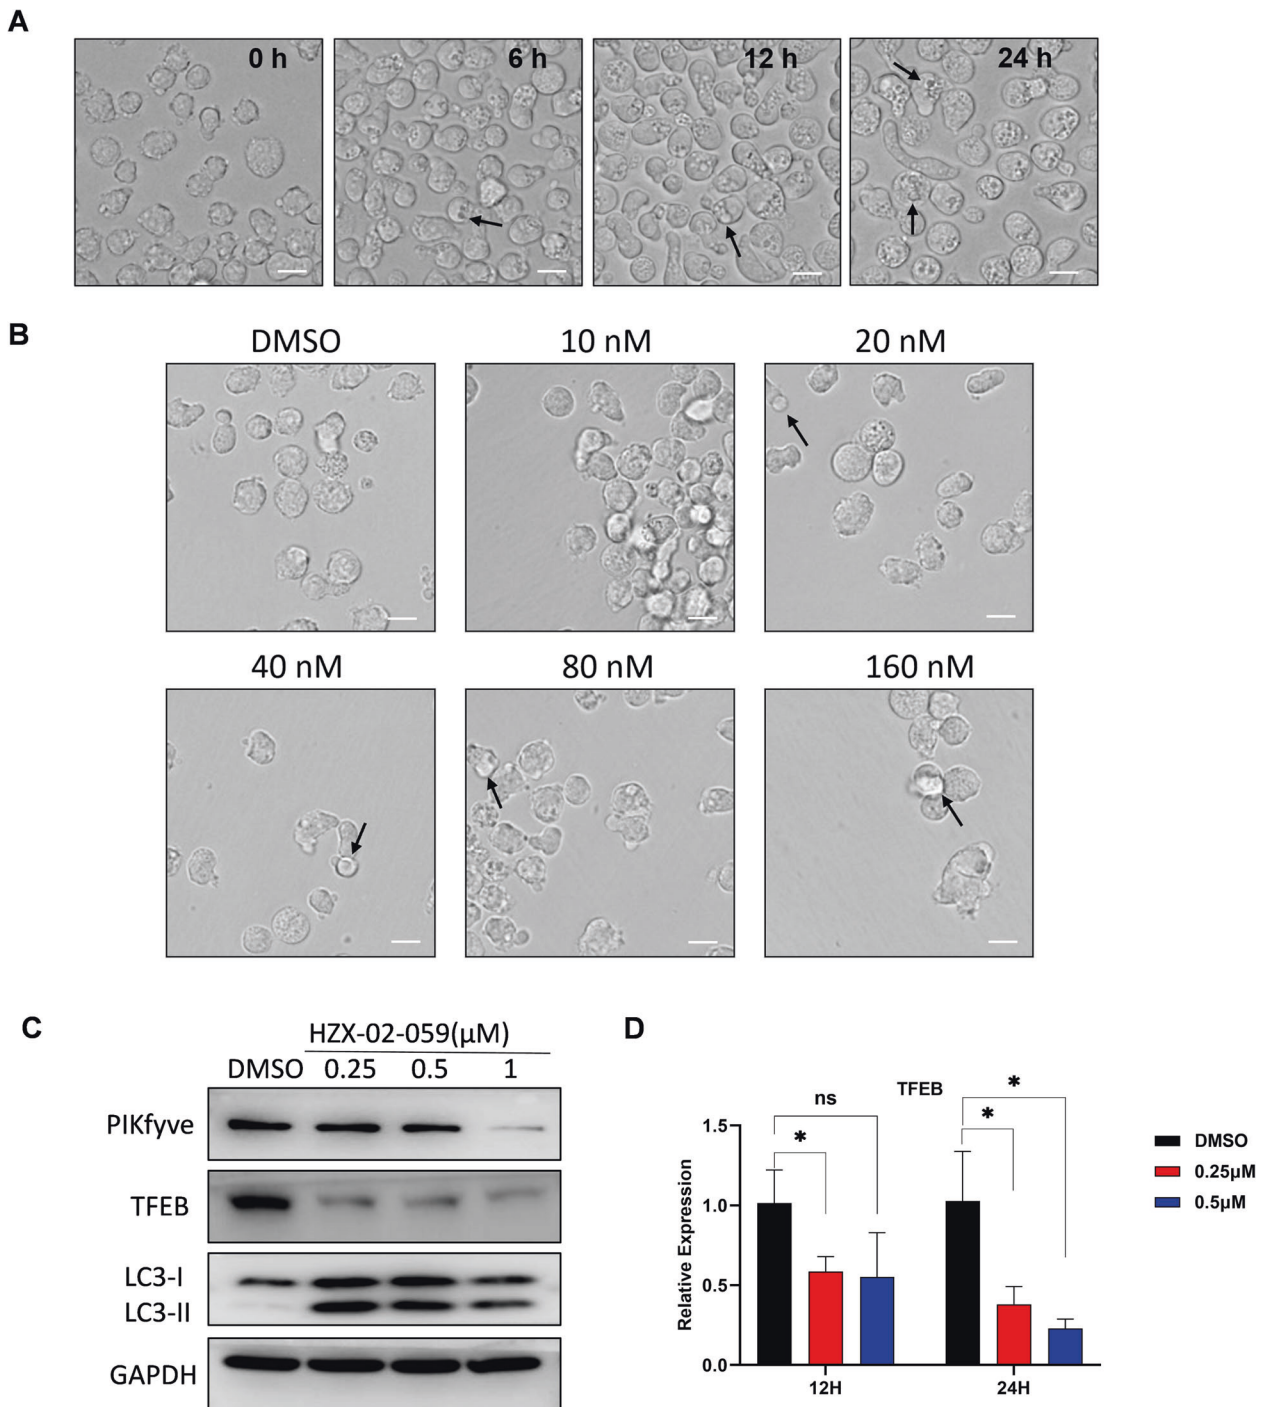 A
0 h
6 h
12 h
24 h
B
DMSO
10 nM
20 nM
40 nM
80 nM
160 nM
C
HZX-02-059(μM)
DMSO 0.25 0.5 1
PIKfyve
TFEB
LC3-I
LC3-II
GAPDH
D
TFEB
*
ns
*
*
1.5
1.0
0.5
0.0
Relative Expression
12H
24H
DMSO
0.25μM
0.5μM